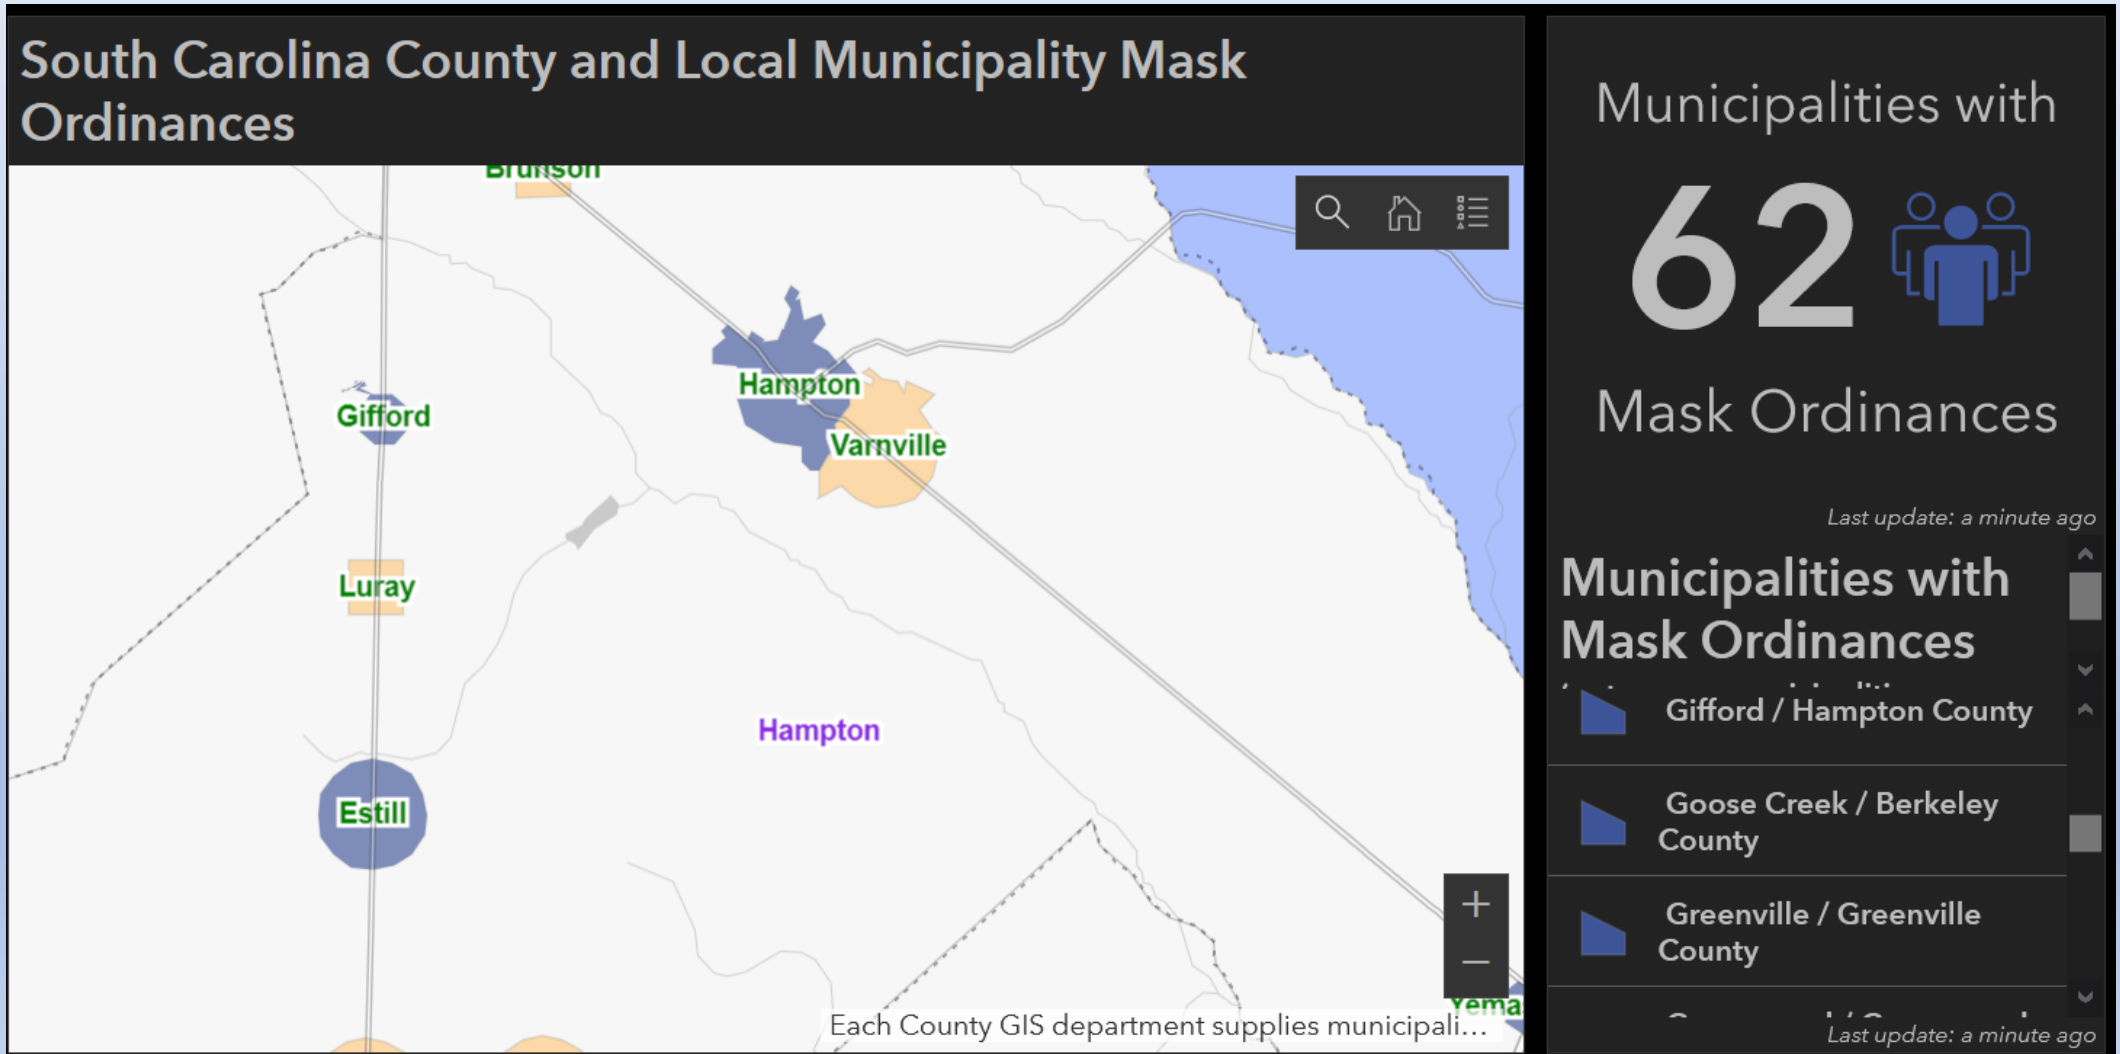 South Carolina County and Local Municipality Mask
Ordinances
Brunson
Hampton
Gifford
Varnville
Luray
Hampton
Estill
Each County GIS department supplies municipali...
Municipalities with
62
Mask Ordinances
Last update: a minute ago
Municipalities with
Mask Ordinances
Gifford / Hampton County
Goose Creek / Berkeley
County
Greenville / Greenville
County
Last update: a minute ago